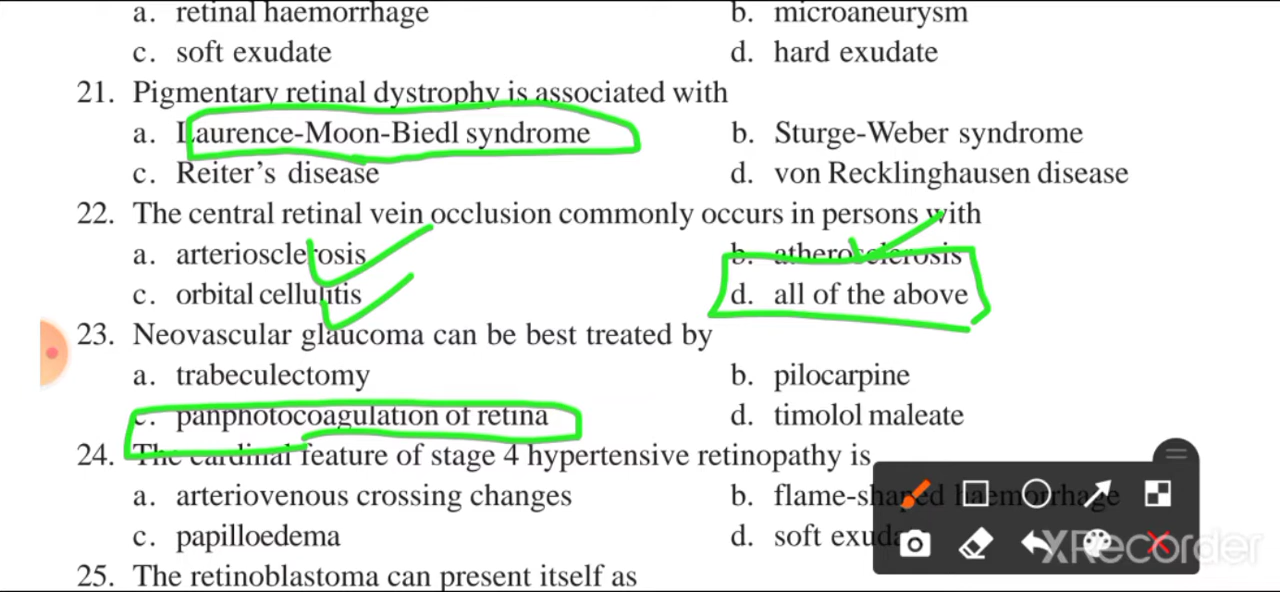 a. retinal haemorrhage b. microaneurysm
c. soft exudate d. hard exudate
21. Pigmentary retinal dystrophy is associated with
a. Laurence-Moon-Biedl syndrome b. Sturge-Weber syndrome
c. Reiter's disease d. von Recklinghausen disease
22. The central retinal vein occlusion commonly occurs in persons with
a. arteriosclerosis b. atherosclerosis
c. orbital cellulitis d. all of the above
23. Neovascular glaucoma can be best treated by
a. trabeculectomy b. pilocarpine
c. panphotocoagulation of retina d. timolol maleate
24. The cardinal feature of stage 4 hypertensive retinopathy is
a. arteriovenous crossing changes b. flame-shaped haemorrhage
c. papilloedema d. soft
XRecorder
25. The retinoblastoma can present itself as